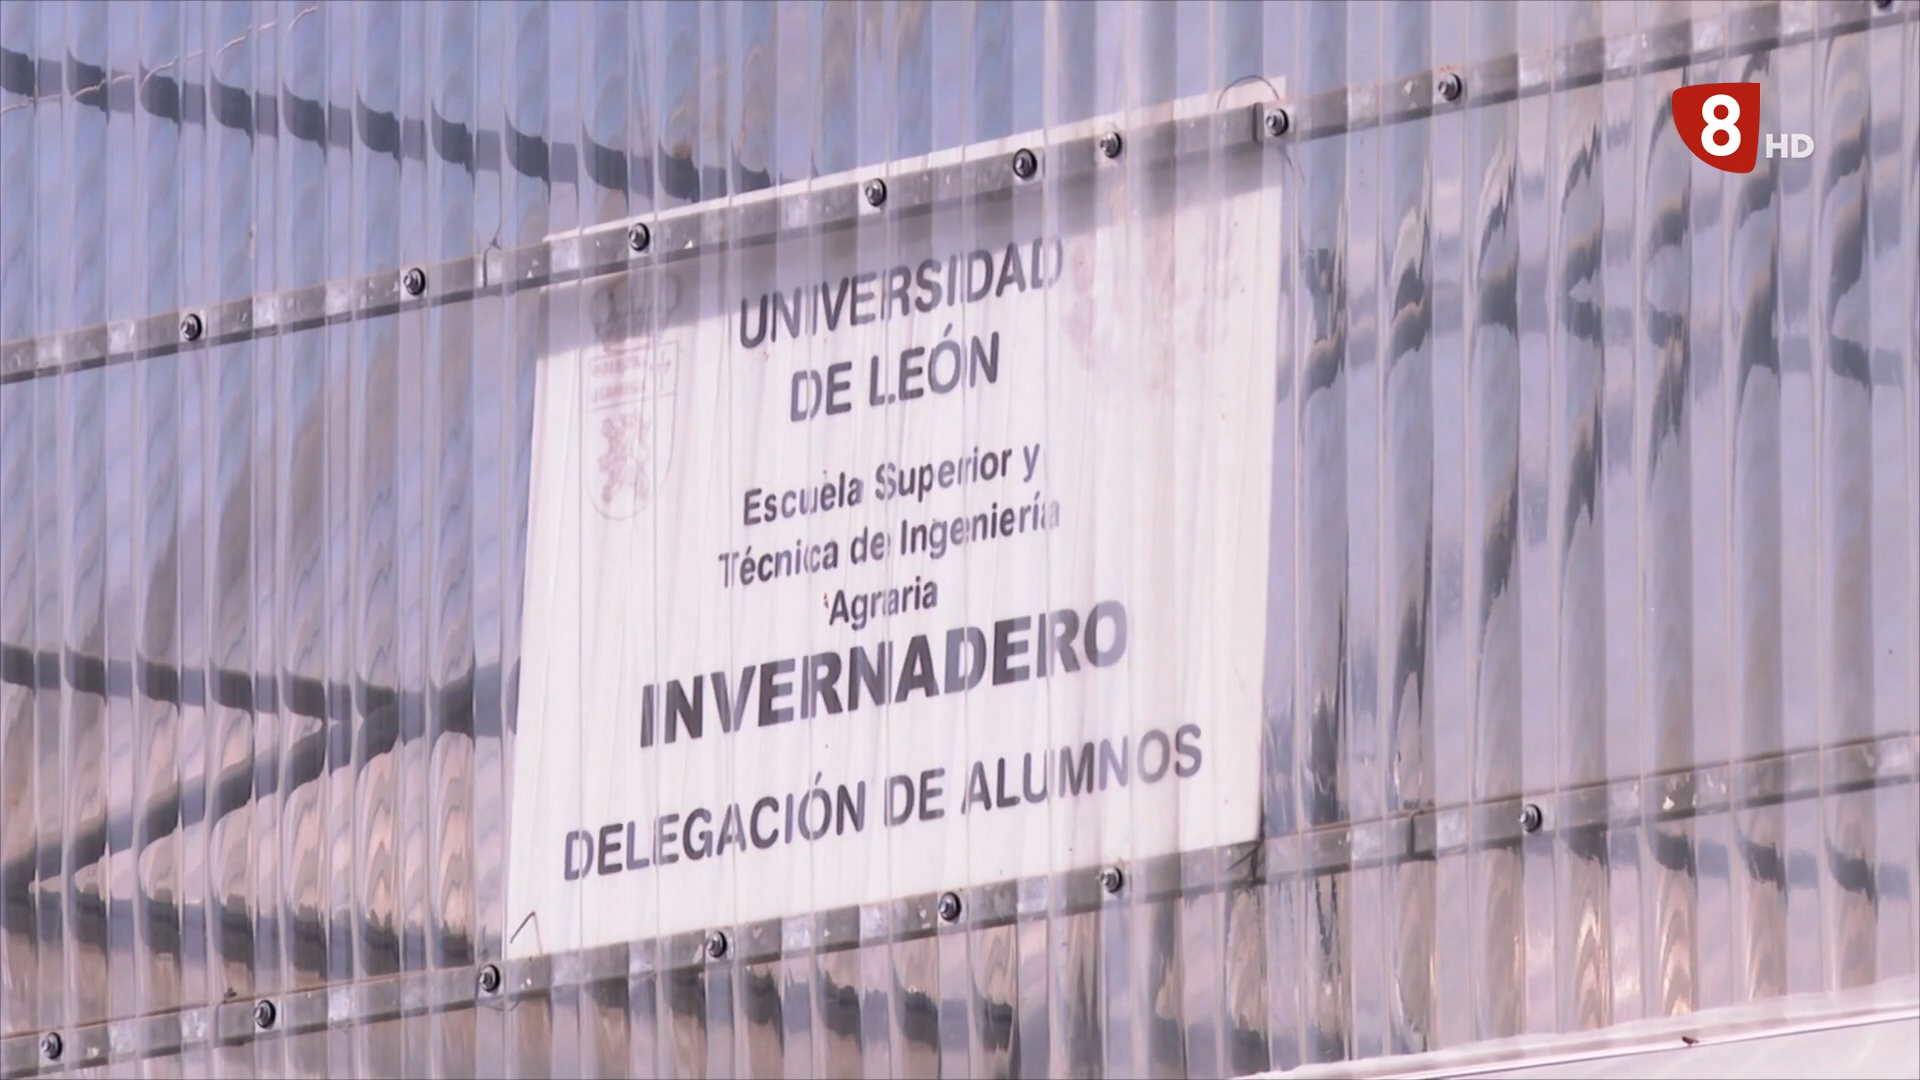 8 HD
UNIVERSIDAD
DE LEÓN
Escuela Superior y
Técnica de Ingeniería
Agraria
INVERNADERO
DELEGACIÓN DE ALUMNOS